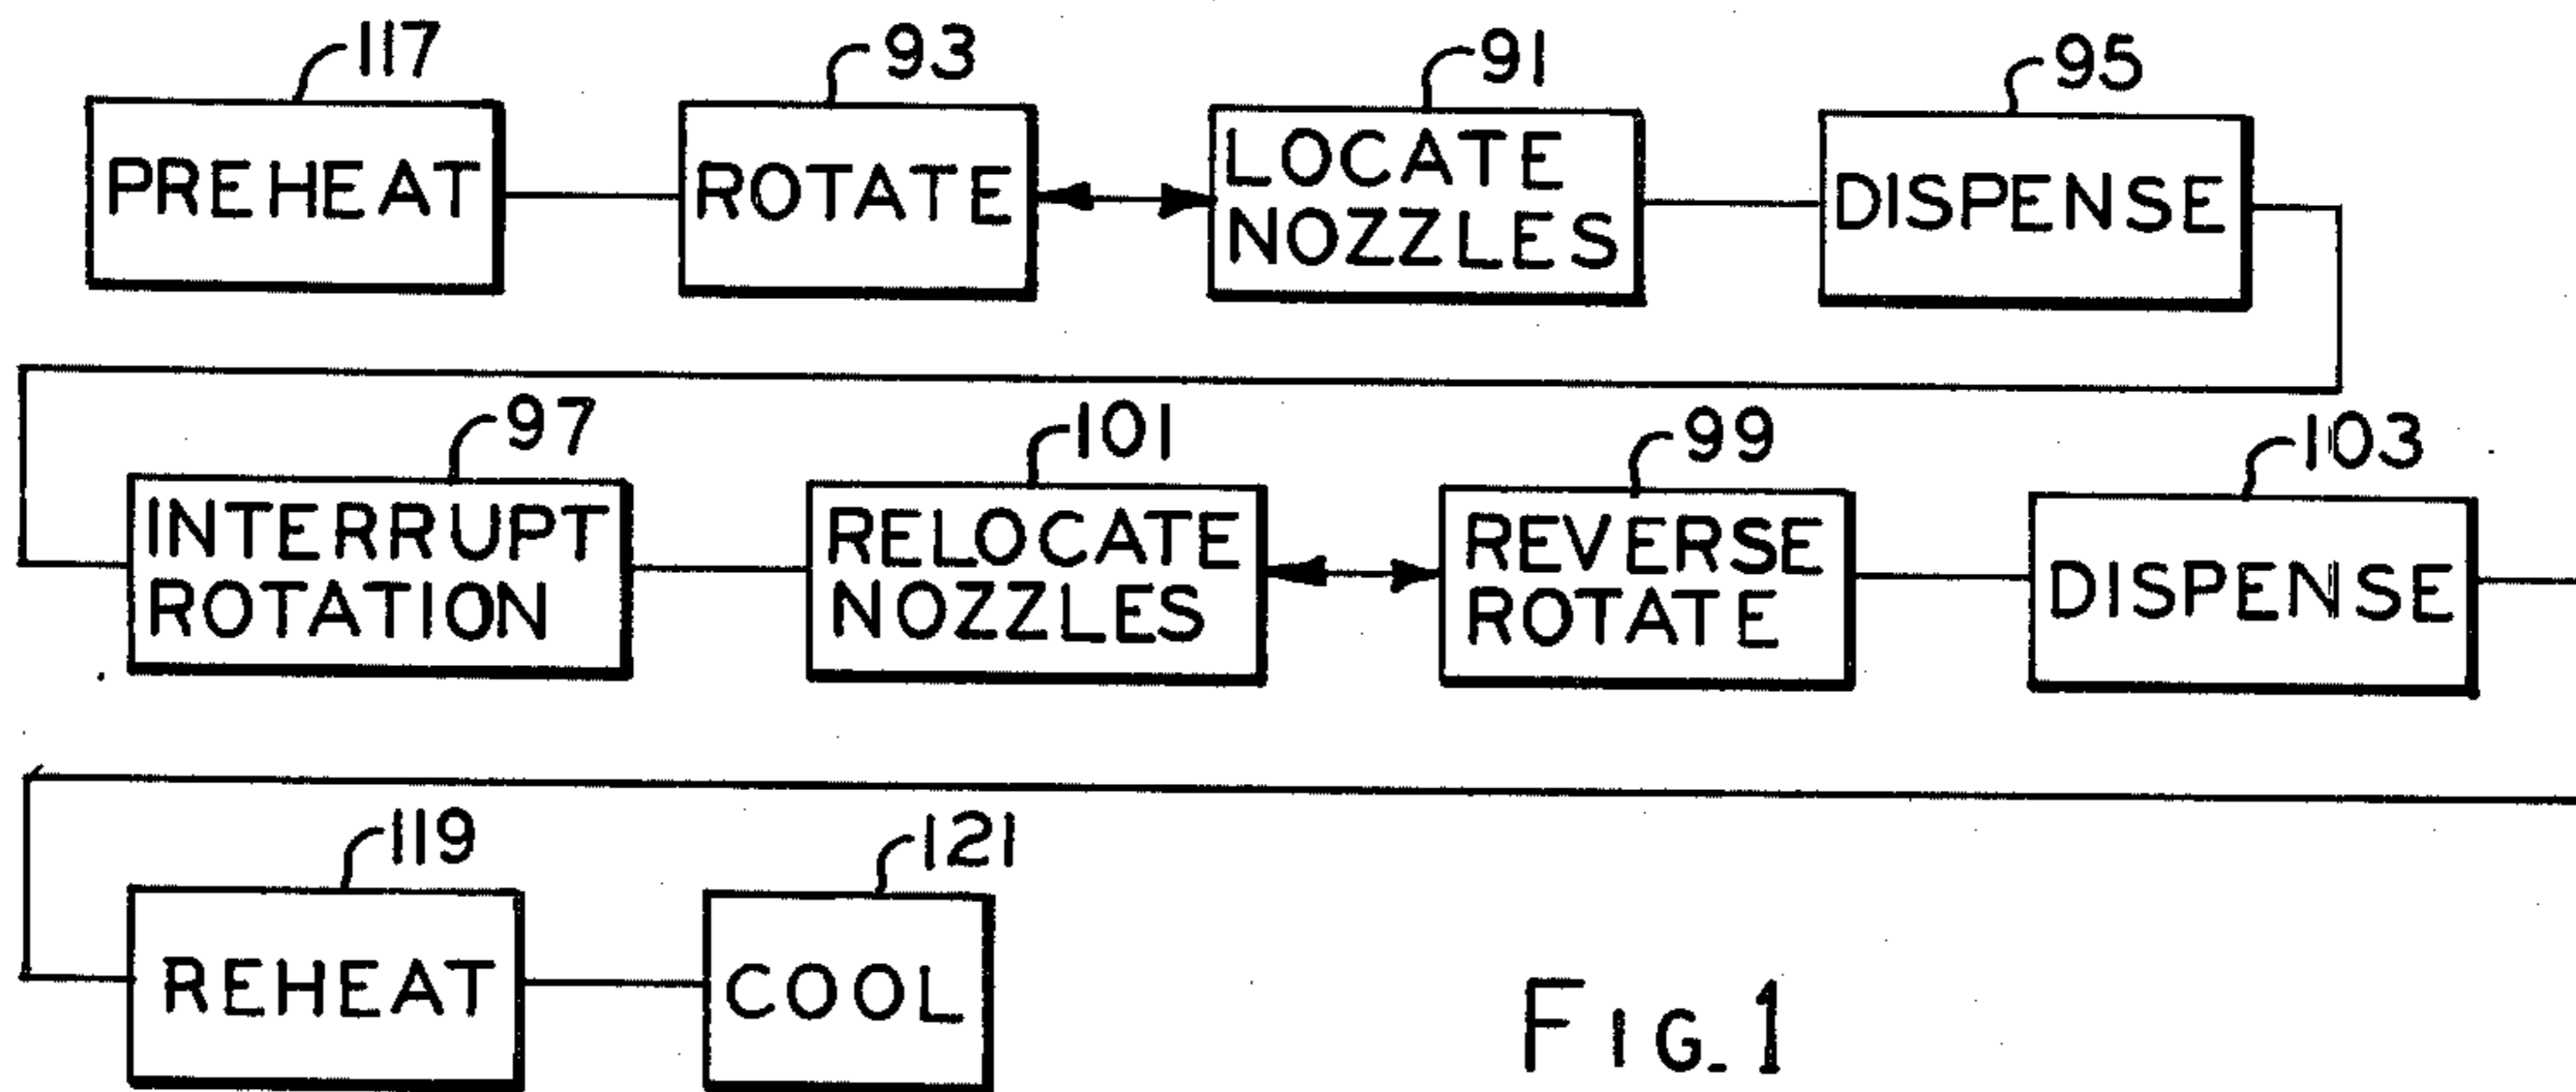 117
93
91
95
PREHEAT
ROTATE
LOCATE
NOZZLES
DISPENSE
97
101
99
103
INTERRUPT
ROTATION
RELOCATE
NOZZLES
REVERSE
ROTATE
DISPENSE
119
121
REHEAT
COOL
FIG. 1